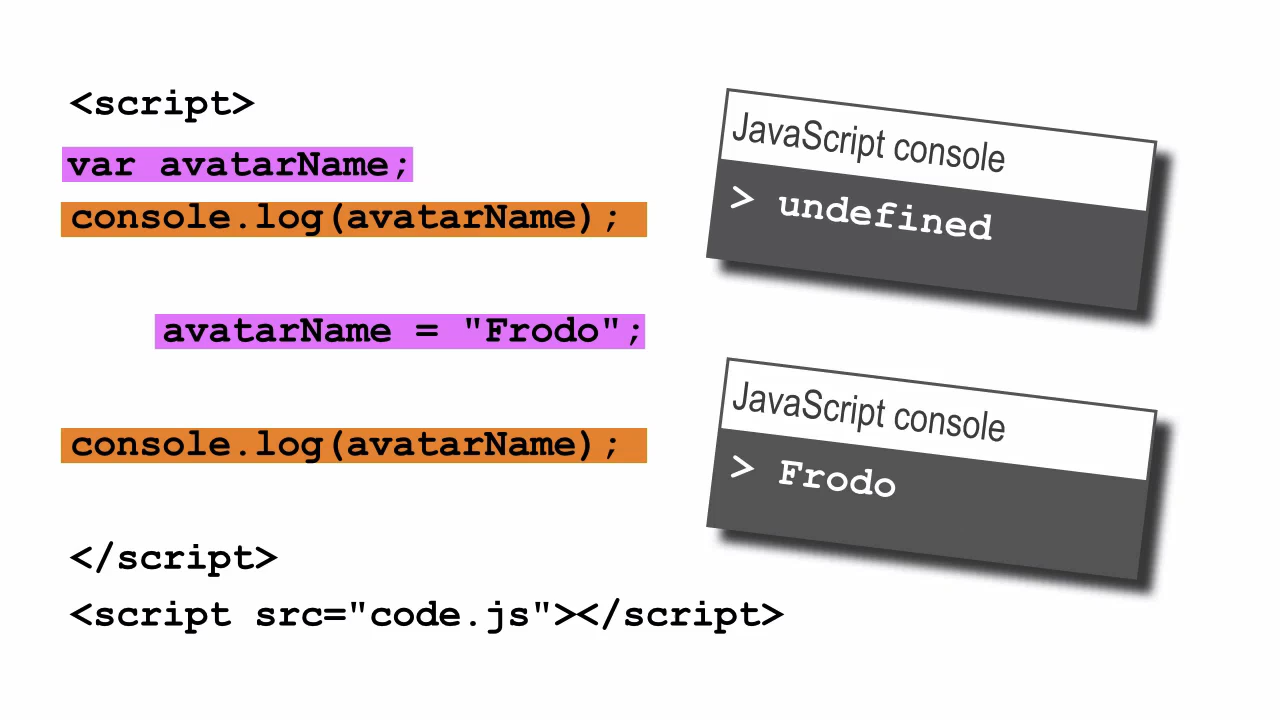 <script>
var avatarName;
console.log(avatarName);
avatarName = "Frodo";
console.log(avatarName);
</script>
<script src="code.js"></script>
JavaScript console
> undefined
JavaScript console
> Frodo